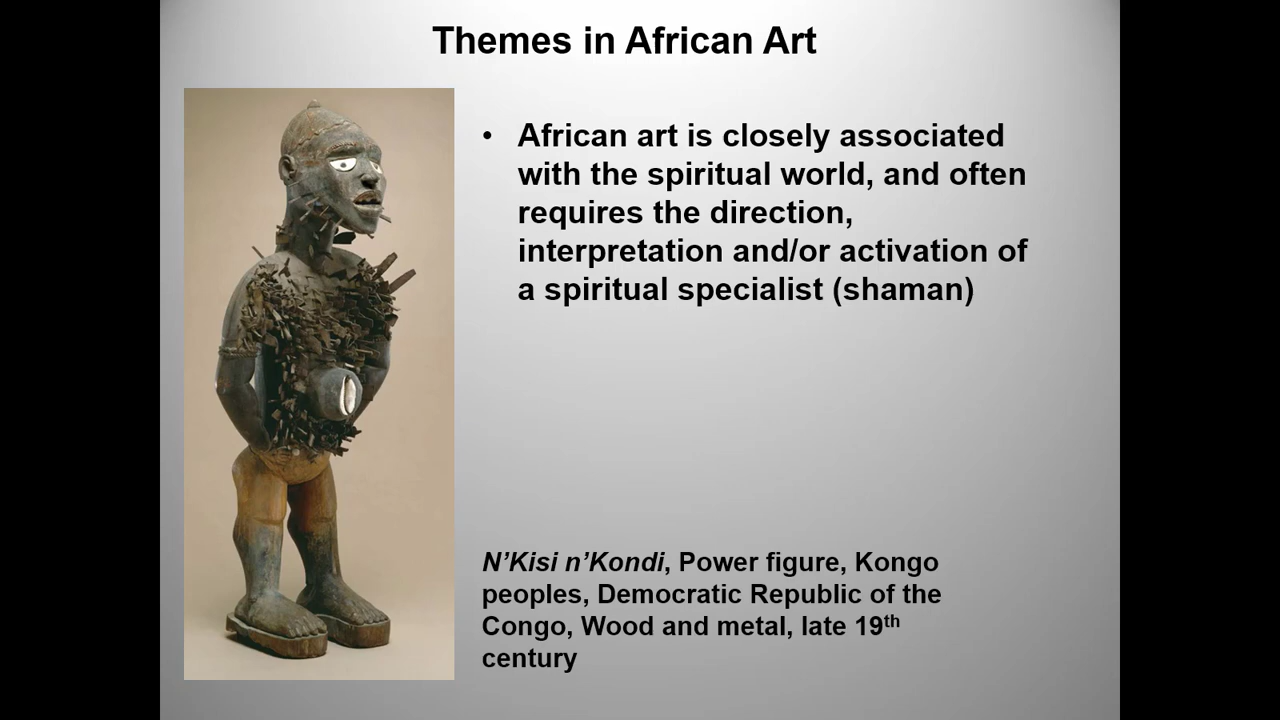 Themes in African Art
• African art is closely associated
with the spiritual world, and often
requires the direction,
interpretation and/or activation of
a spiritual specialist (shaman)
N’Kisi n’Kondi, Power figure, Kongo
peoples, Democratic Republic of the
Congo, Wood and metal, late 19th
century